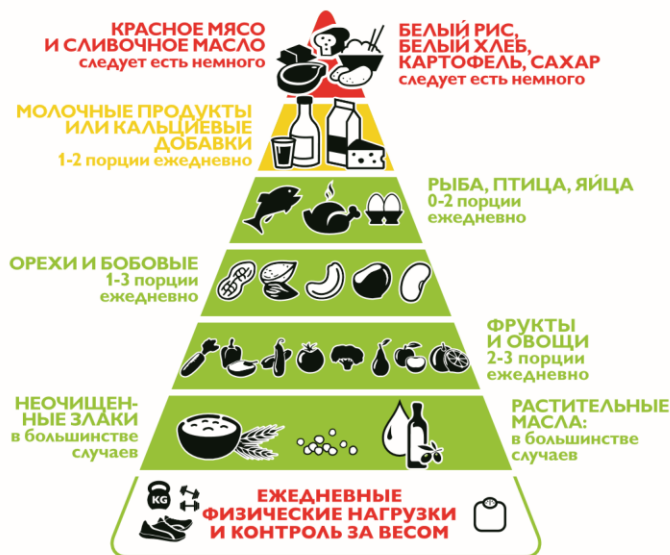 КРАСНОЕ МЯСО
И СЛИВОЧНОЕ МАСЛО
следует есть немного
БЕЛЫЙ РИС,
БЕЛЫЙ ХЛЕБ,
КАРТОФЕЛЬ, САХАР
следует есть немного
МОЛОЧНЫЕ ПРОДУКТЫ
ИЛИ КАЛЬЦИЕВЫЕ
ДОБАВКИ
1-2 порции ежедневно
РЫБА, ПТИЦА, ЯЙЦА
0-2 порции
ежедневно
ОРЕХИ И БОБОВЫЕ
1-3 порции
ежедневно
ФРУКТЫ
И ОВОЩИ
2-3 порции
ежедневно
НЕОЧИЩЕН-
НЫЕ ЗЛАКИ
в большинстве
случаев
РАСТИТЕЛЬНЫЕ
МАСЛА:
в большинстве
случаев
KG
ЕЖЕДНЕВНЫЕ
ФИЗИЧЕСКИЕ НАГРУЗКИ
И КОНТРОЛЬ ЗА ВЕСОМ